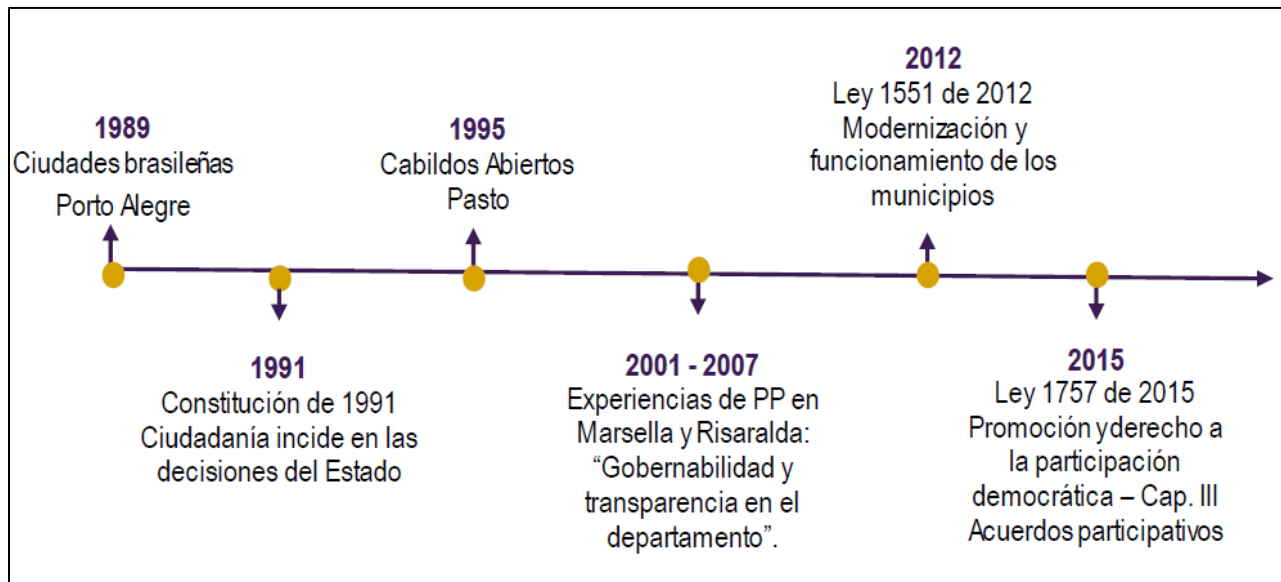 1989
Ciudades brasileñas
Porto Alegre
1991
Constitución de 1991
Ciudadanía incide en las
decisiones del Estado
1995
Cabildos Abiertos
Pasto
2001 - 2007
Experiencias de PP en
Marsella y Risaralda:
“Gobernabilidad y
transparencia en el
departamento”.
2012
Ley 1551 de 2012
Modernización y
funcionamiento de los
municipios
2015
Ley 1757 de 2015
Promoción y derecho a
la participación
democrática – Cap. III
Acuerdos participativos